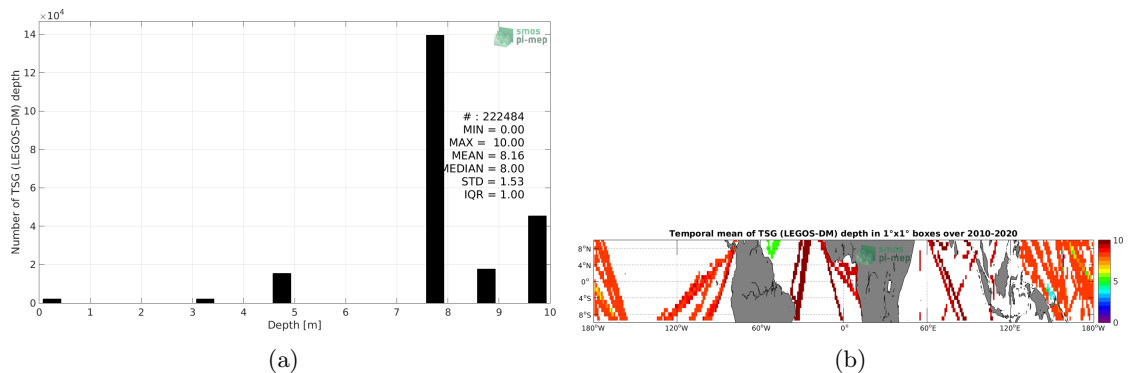 ×10⁴
14
12
10
8
6
4
2
0
Number of TSG (LEGOS-DM) depth
smos
pi-mep
# : 222484
MIN = 0.00
MAX = 10.00
MEAN = 8.16
MEDIAN = 8.00
STD = 1.53
IQR = 1.00
0 1 2 3 4 5 6 7 8 9 10
Depth [m]
(a)
Temporal mean of TSG (LEGOS-DM) depth in 1°x1° boxes over 2010-2020
8°N
4°N
0°
4°S
8°S
smos
pi-mep
180°W 120°W 60°W 0° 60°E 120°E 180°W
10
5
0
(b)